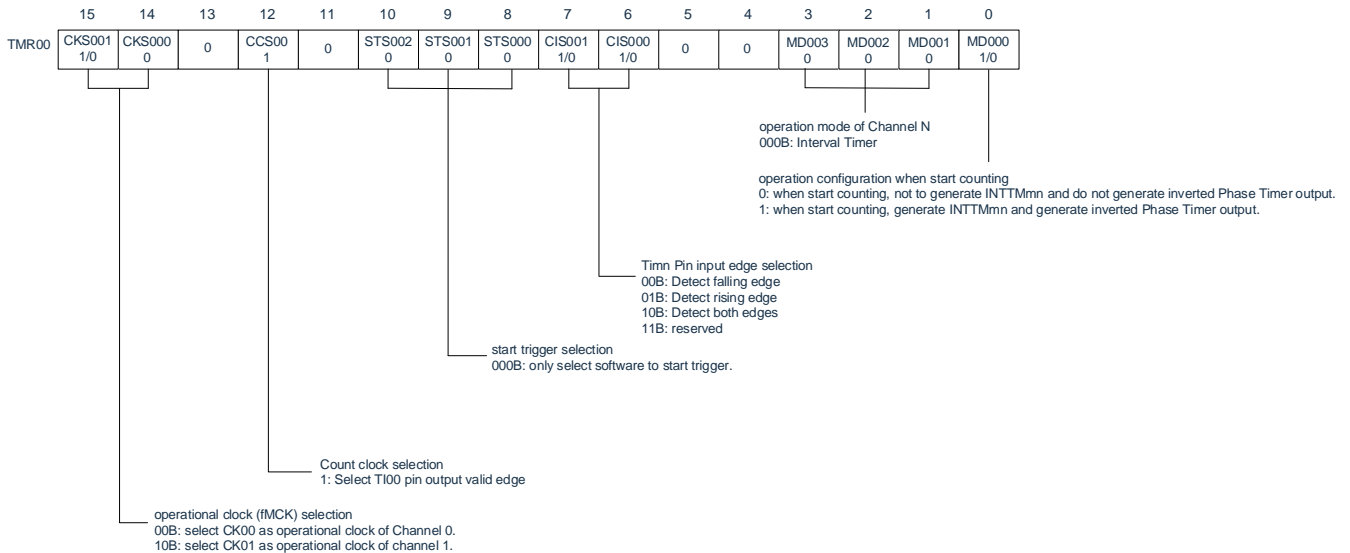 15 14 13 12 11 10 9 8 7 6 5 4 3 2 1 0
TMR00 CKS001 CKS000 0 CCS00 0 STS002 STS001 STS000 CIS001 CIS000 0 0 MD003 MD002 MD001 MD000
1/0 0 1 0 0 0 1/0 1/0 0 0 0 1/0
operation mode of Channel N
000B: Interval Timer
operation configuration when start counting
0: when start counting, not to generate INTTMmn and do not generate inverted Phase Timer output.
1: when start counting, generate INTTMmn and generate inverted Phase Timer output.
Timn Pin input edge selection
00B: Detect falling edge
01B: Detect rising edge
10B: Detect both edges
11B: reserved
start trigger selection
000B: only select software to start trigger.
Count clock selection
1: Select TI00 pin output valid edge
operational clock (fMCK) selection
00B: select CK00 as operational clock of Channel 0.
10B: select CK01 as operational clock of channel 1.